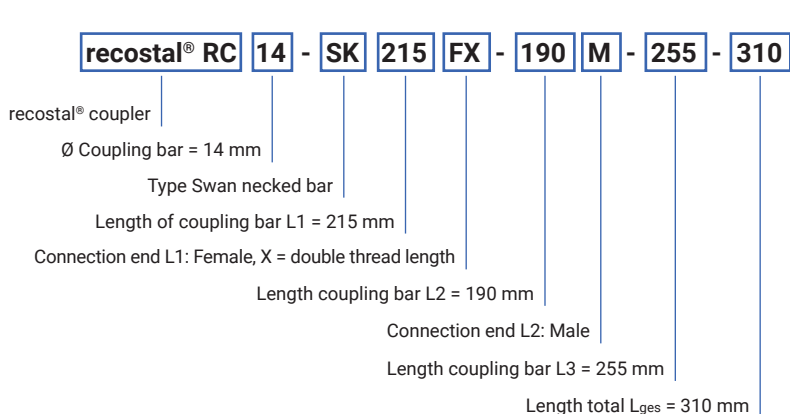 recostal® RC 14 - SK 215 FX - 190 M - 255 - 310
recostal® coupler
Ø Coupling bar = 14 mm
Type Swan necked bar
Length of coupling bar L1 = 215 mm
Connection end L1: Female, X = double thread length
Length coupling bar L2 = 190 mm
Connection end L2: Male
Length coupling bar L3 = 255 mm
Length total Lges = 310 mm